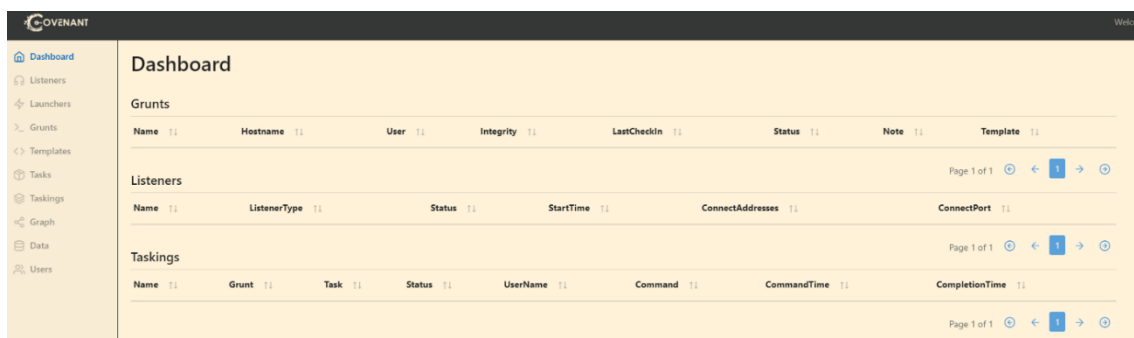 COVENANT
Welc
Dashboard
Listeners
Launchers
>_ Grunts
<> Templates
Tasks
Taskings
Graph
Data
Users
Dashboard
Grunts
Name ↑↓ Hostname ↑↓ User ↑↓ Integrity ↑↓ LastCheckIn ↑↓ Status ↑↓ Note ↑↓ Template ↑↓
Page 1 of 1 ← 1 →
Listeners
Name ↑↓ ListenerType ↑↓ Status ↑↓ StartTime ↑↓ ConnectAddresses ↑↓ ConnectPort ↑↓
Page 1 of 1 ← 1 →
Taskings
Name ↑↓ Grunt ↑↓ Task ↑↓ Status ↑↓ UserName ↑↓ Command ↑↓ CommandTime ↑↓ CompletionTime ↑↓
Page 1 of 1 ← 1 →